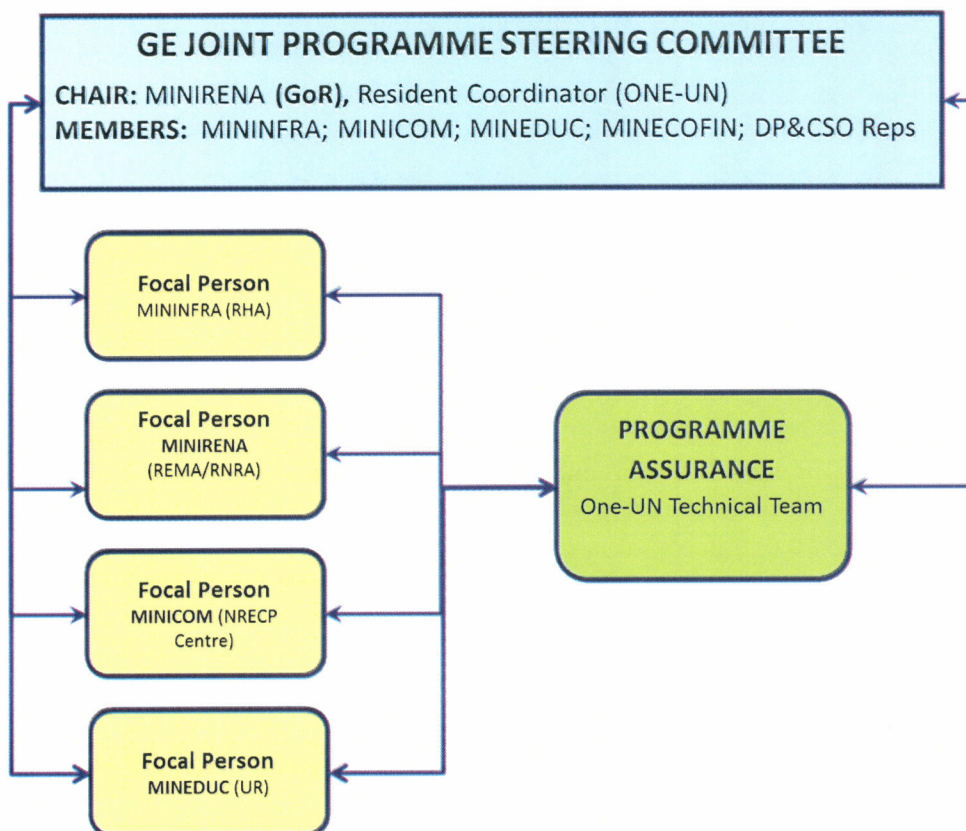 GE JOINT PROGRAMME STEERING COMMITTEE
CHAIR: MINIRENA (GoR), Resident Coordinator (ONE-UN)
MEMBERS: MININFRA; MINICOM; MINEDUC; MINECOFIN; DP&CSO Reps
Focal Person
MININFRA (RHA)
Focal Person
MINIRENA
(REMA/RNRA)
Focal Person
MINICOM (NRECP
Centre)
Focal Person
MINEDUC (UR)
PROGRAMME
ASSURANCE
One-UN Technical Team